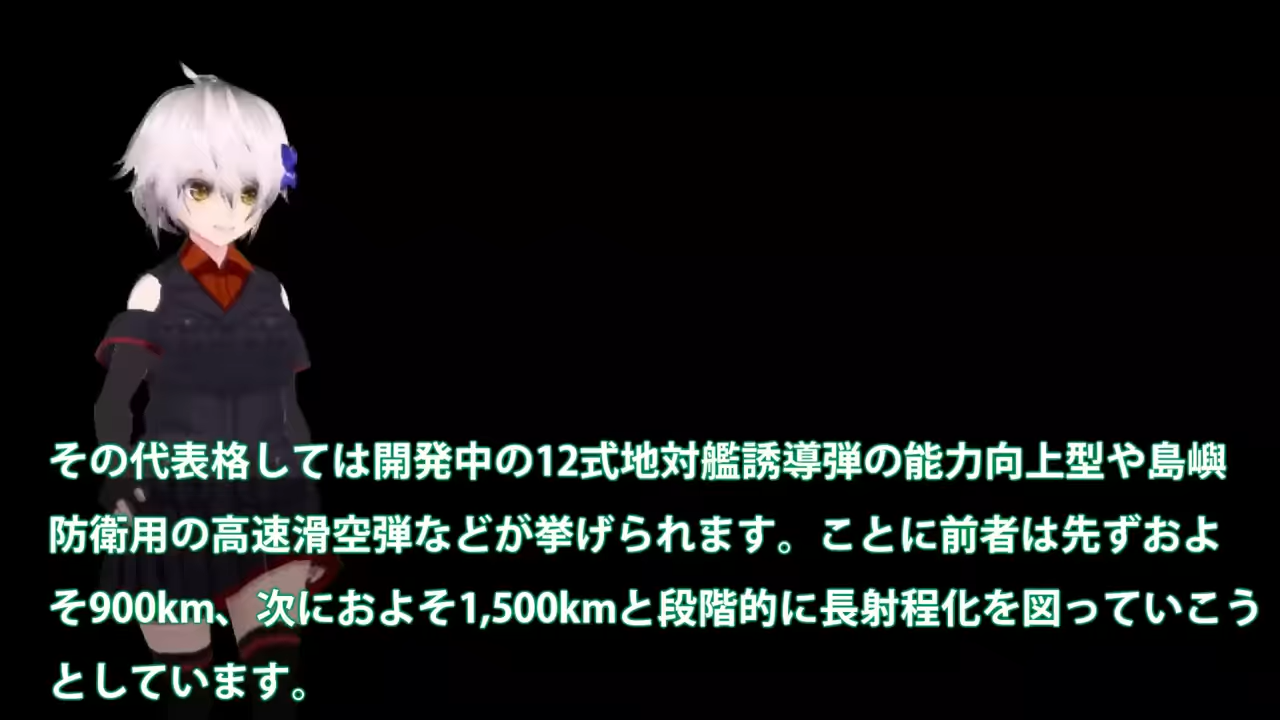 その代表格しては開発中の12式地対艦誘導弾の能力向上型や島嶼
防衛用の高速滑空弾などが挙げられます。ことに前者は先ずおよ
そ900km、次におよそ1,500kmと段階的に長射程化を図っていこう
としています。